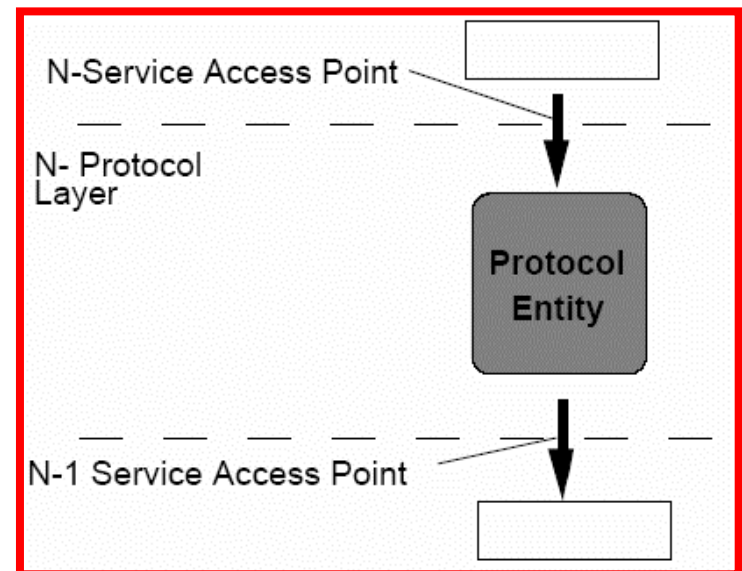 N-Service Access Point
N- Protocol
Layer
Protocol
Entity
N-1 Service Access Point